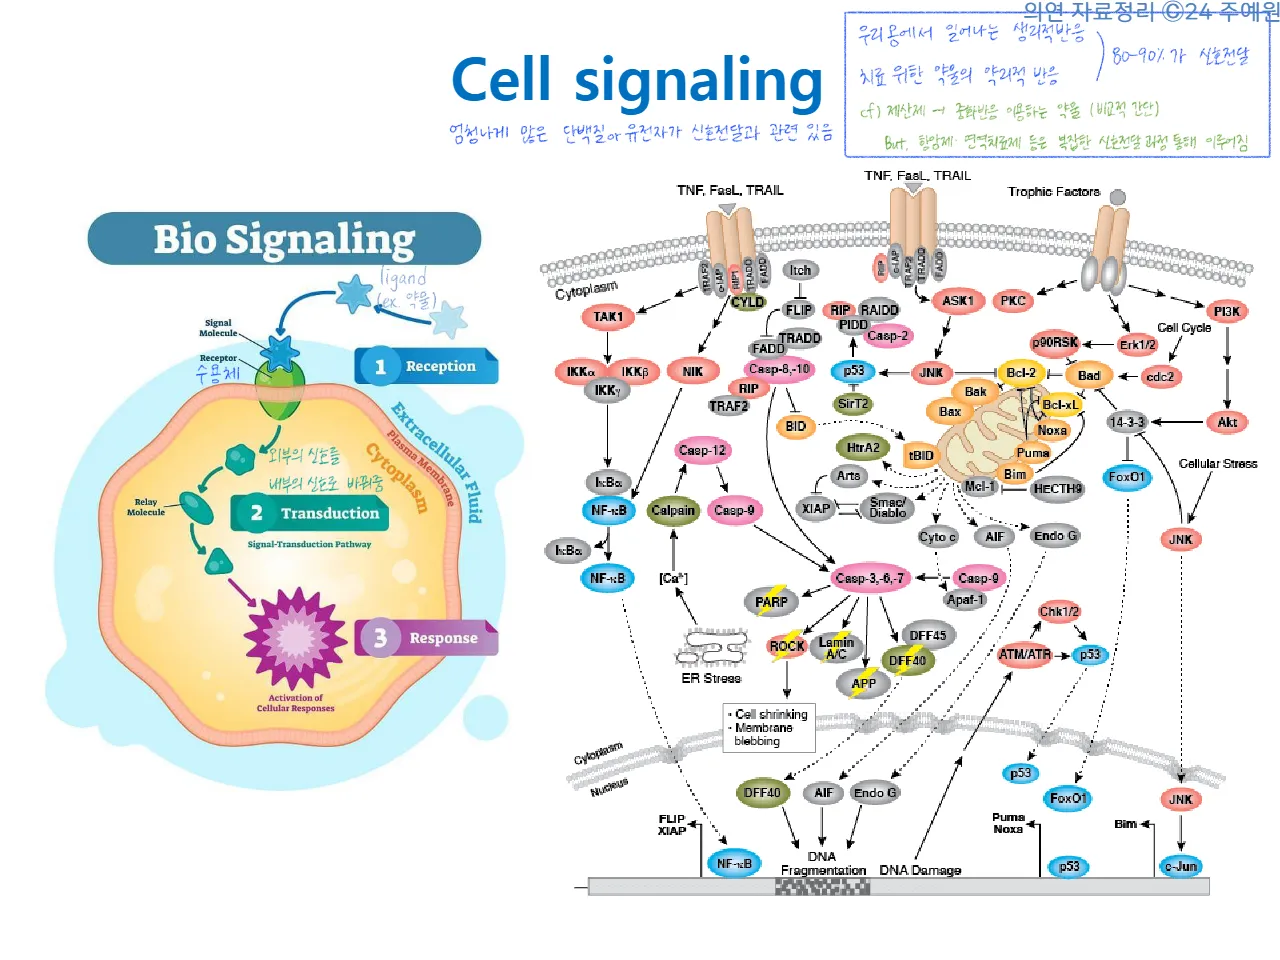 의연 자료정리 ©24 주예원
우리 몸에서 일어나는 생리적반응
치료 위한 약물의 약리적 반응
80-90%가 신호전달
cf) 제산제 → 중화반응 이용하는 약물 (비교적 간단)
But, 항암제·면역치료제 등은 복잡한 신호전달 과정 통해 이루어짐
Cell signaling
엄청나게 많은 단백질이나 유전자가 신호전달과 관련 있음
Bio Signaling
ligand
(ex. 약물)
Signal
Molecule
Receptor
수용체
1 Reception
Extracellular Fluid
Plasma Membrane
Cytoplasm
외부의 신호를
내부의 신호로 바꿔줌
Relay
Molecule
2 Transduction
Signal-Transduction Pathway
3 Response
Activation of
Cellular Responses
TNF, FasL, TRAIL
TNF, FasL, TRAIL
Trophic Factors
Cytoplasm
TRAF2
c-IAP
RIP1
TRADD
FADD
CYLD
Itch
FLIP
RIP
c-IAP
TRAF2
TRADD
FADD
TAK1
ASK1
PKC
PI3K
RIP
RAIDD
PIDD
Casp-2
TRADD
FADD
Casp-8,-10
RIP
TRAF2
IKKα
IKKβ
IKKγ
NIK
p53
JNK
SirT2
Bcl-2
p90RSK
Erk1/2
Cell Cycle
Bad
cdc2
Bak
Bax
Bcl-xL
Noxa
Puma
Bim
Mcl-1
HECTH9
14-3-3
Akt
BID
tBID
HtrA2
Arts
XIAP
Smac/
Diablo
Casp-12
Calpain
Casp-9
IκBα
NF-κB
IκBα
NF-κB
Cyto c
AIF
Endo G
FoxO1
Cellular Stress
JNK
[Ca²⁺]
Casp-3,-6,-7
Casp-9
Apaf-1
PARP
ROCK
Lamin
A/C
DFF45
DFF40
APP
ER Stress
Chk1/2
ATM/ATR
p53
• Cell shrinking
• Membrane
blebbing
Cytoplasm
Nucleus
DFF40
AIF
Endo G
p53
FoxO1
JNK
FLIP
XIAP
NF-κB
DNA
Fragmentation
DNA Damage
Puma
Noxa
p53
Bim
c-Jun